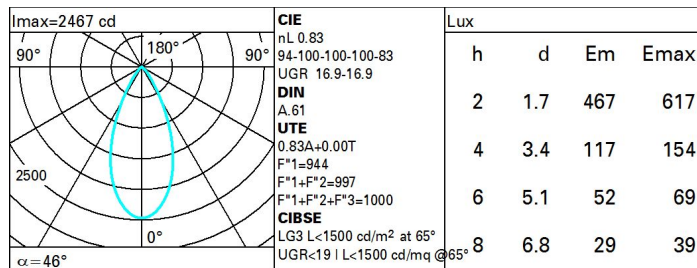 Imax=2467 cd
90° 180° 90°
2500
0°
α=46°
CIE
nL 0.83
94-100-100-100-83
UGR 16.9-16.9
DIN
A.61
UTE
0.83A+0.00T
F"1=944
F"1+F"2=997
F"1+F"2+F"3=1000
CIBSE
LG3 L<1500 cd/m² at 65°
UGR<19 | L<1500 cd/mq @65°
Lux
h d Em Emax
2 1.7 467 617
4 3.4 117 154
6 5.1 52 69
8 6.8 29 39